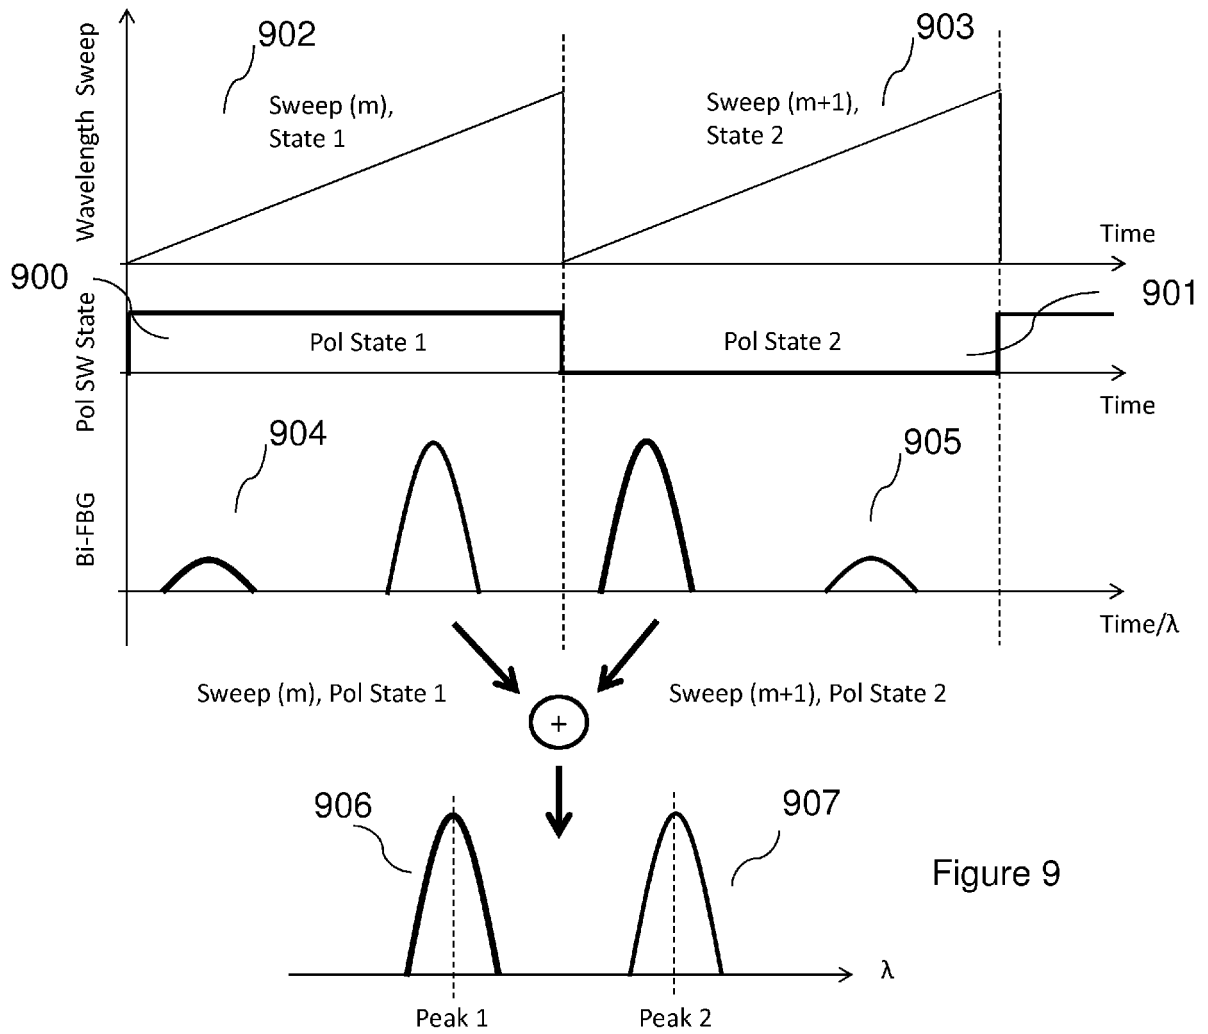 902
903
Wavelength Sweep
Sweep (m),
State 1
Sweep (m+1),
State 2
Time
900
901
Pol SW State
Pol State 1
Pol State 2
Time
904
905
Bi-FBG
Time/λ
Sweep (m), Pol State 1
Sweep (m+1), Pol State 2
+
906
907
Figure 9
λ
Peak 1
Peak 2